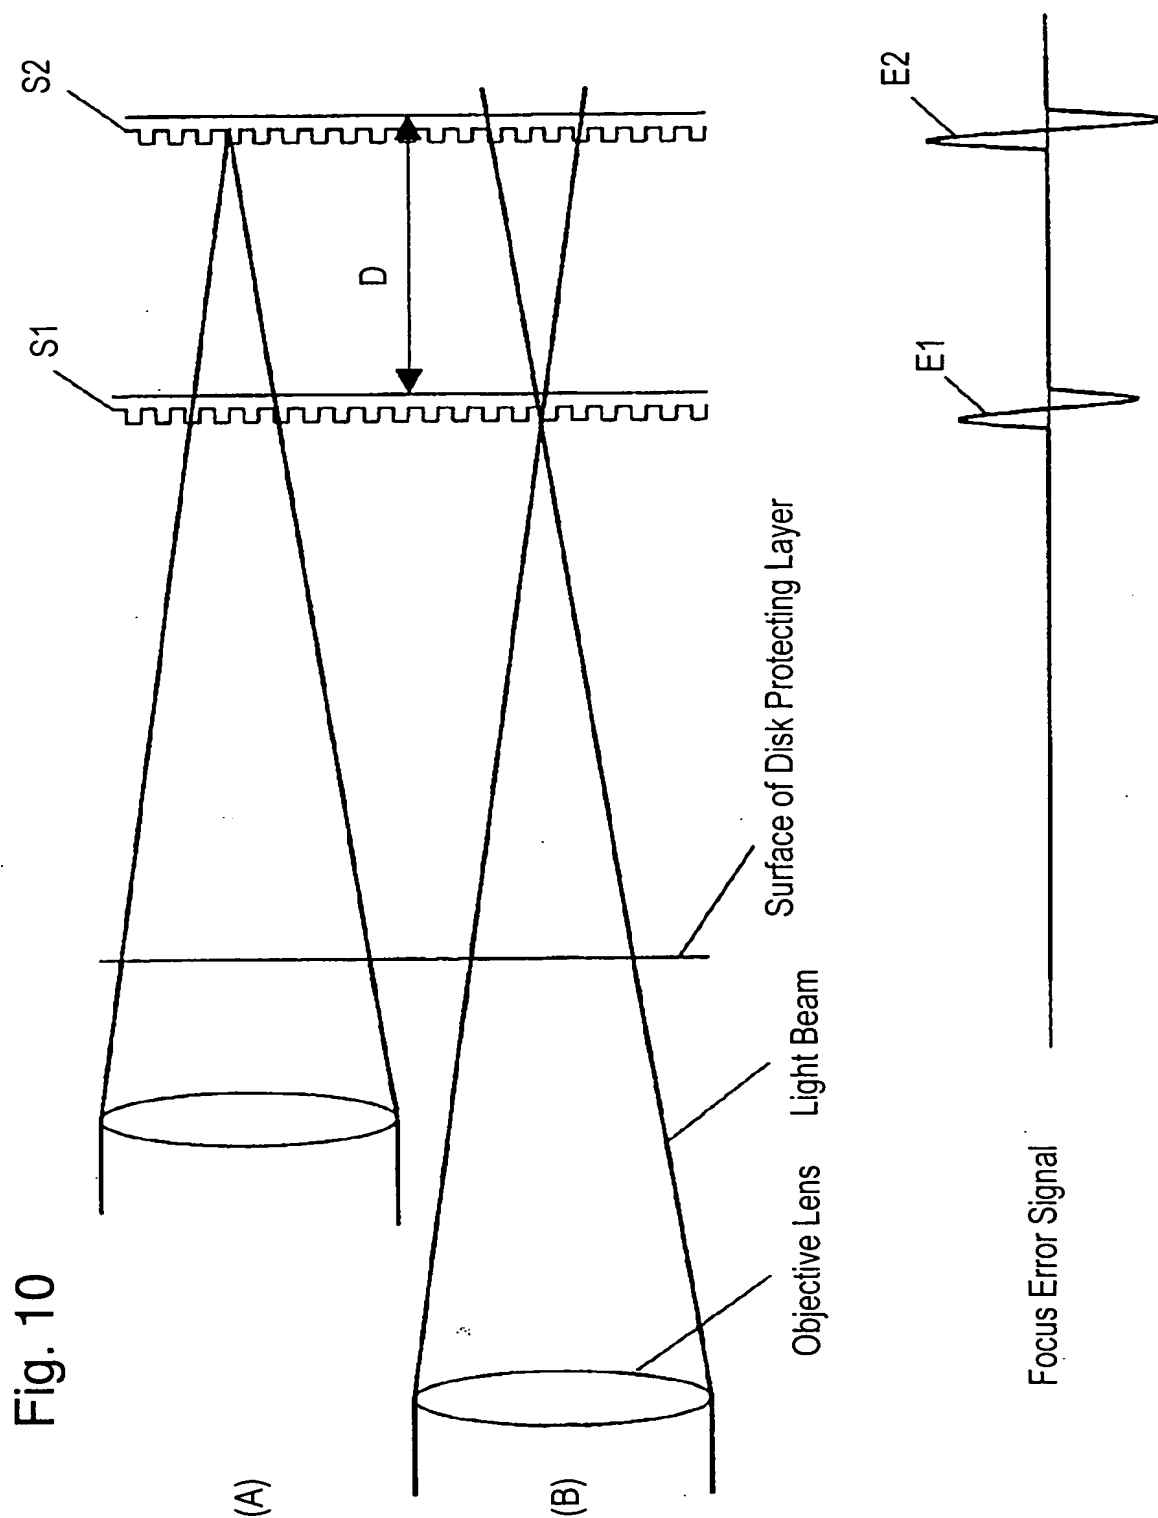 Fig. 10
(A)
(B)
S1
S2
D
Surface of Disk Protecting Layer
Light Beam
Objective Lens
E1
E2
Focus Error Signal